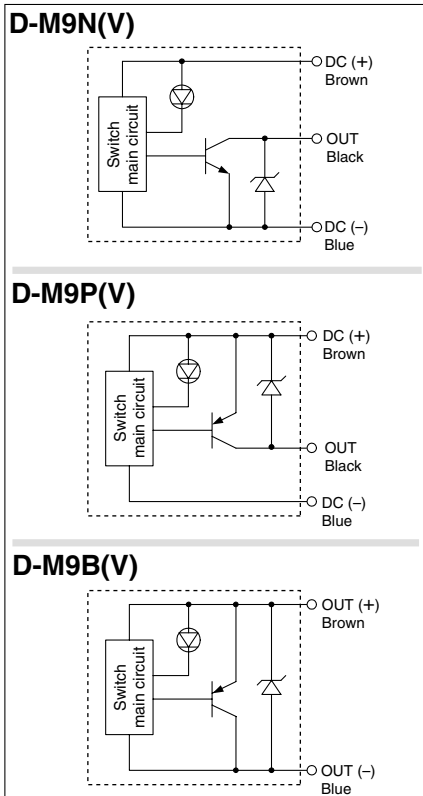 D-M9N(V)
DC (+)
Brown
Switch
main circuit
OUT
Black
DC (–)
Blue
D-M9P(V)
DC (+)
Brown
Switch
main circuit
OUT
Black
DC (–)
Blue
D-M9B(V)
OUT (+)
Brown
Switch
main circuit
OUT (–)
Blue